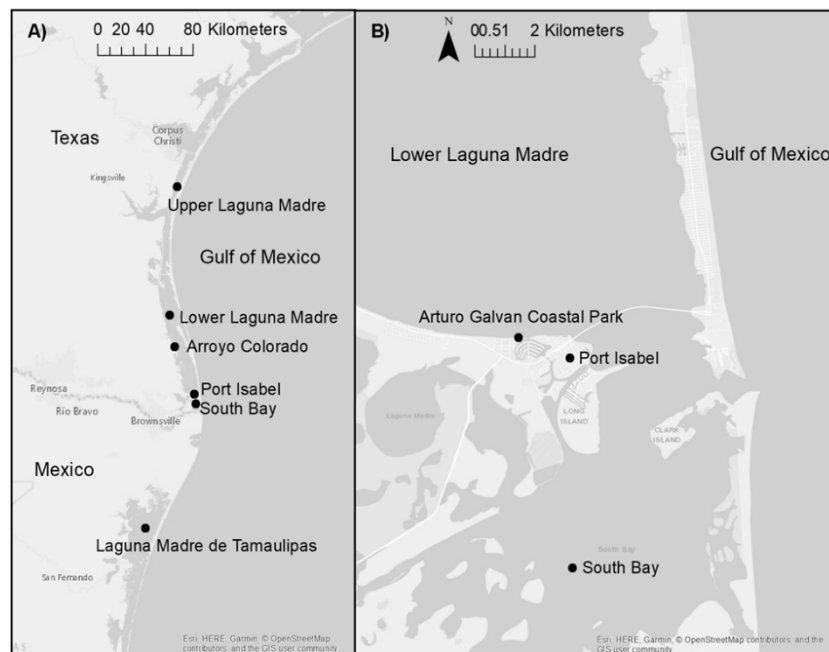 A)
0 20 40 80 Kilometers
Texas
Corpus
Christi
Kingsville
Upper Laguna Madre
Gulf of Mexico
Lower Laguna Madre
Arroyo Colorado
Port Isabel
South Bay
Reynosa
Río Bravo
Brownsville
Mexico
Laguna Madre de Tamaulipas
San Fernando
AS
Esri, HERE, Garmin, © OpenStreetMap
contributors, and the GIS user community
B)
N
00.51 2 Kilometers
Lower Laguna Madre
Gulf of Mexico
Arturo Galvan Coastal Park
Port Isabel
Laguna Madre
LONG
ISLAND
CLARK
ISLAND
South Bay
South Bay
Esri, HERE, Garmin, © OpenStreetMap contributors, and the
GIS user community